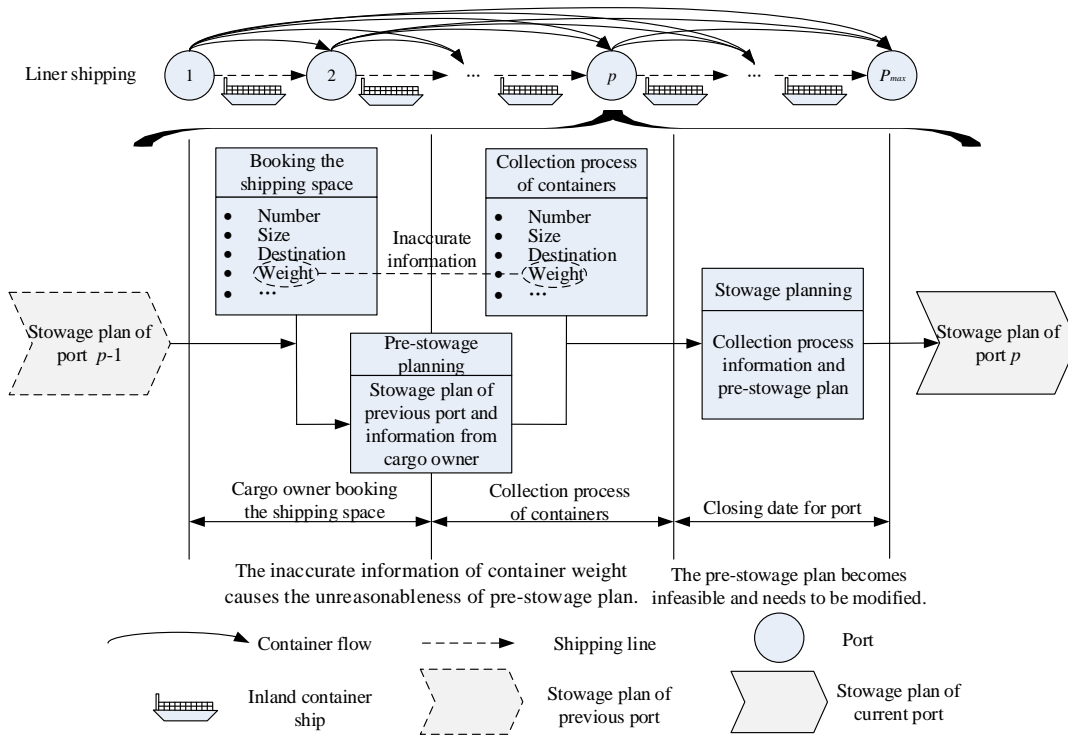 Liner shipping
1
2
...
p
...
Pmax
Booking the
shipping space
● Number
● Size
● Destination
● Weight
● ...
Inaccurate
information
Collection process
of containers
● Number
● Size
● Destination
● Weight
● ...
Stowage plan of
port p-1
Pre-stowage
planning
Stowage plan of
previous port and
information from
cargo owner
Stowage planning
Collection process
information and
pre-stowage plan
Stowage plan of
port p
Cargo owner booking
the shipping space
Collection process
of containers
Closing date for port
The inaccurate information of container weight
causes the unreasonableness of pre-stowage plan.
The pre-stowage plan becomes
infeasible and needs to be modified.
Container flow
Shipping line
Port
Inland container
ship
Stowage plan of
previous port
Stowage plan of
current port